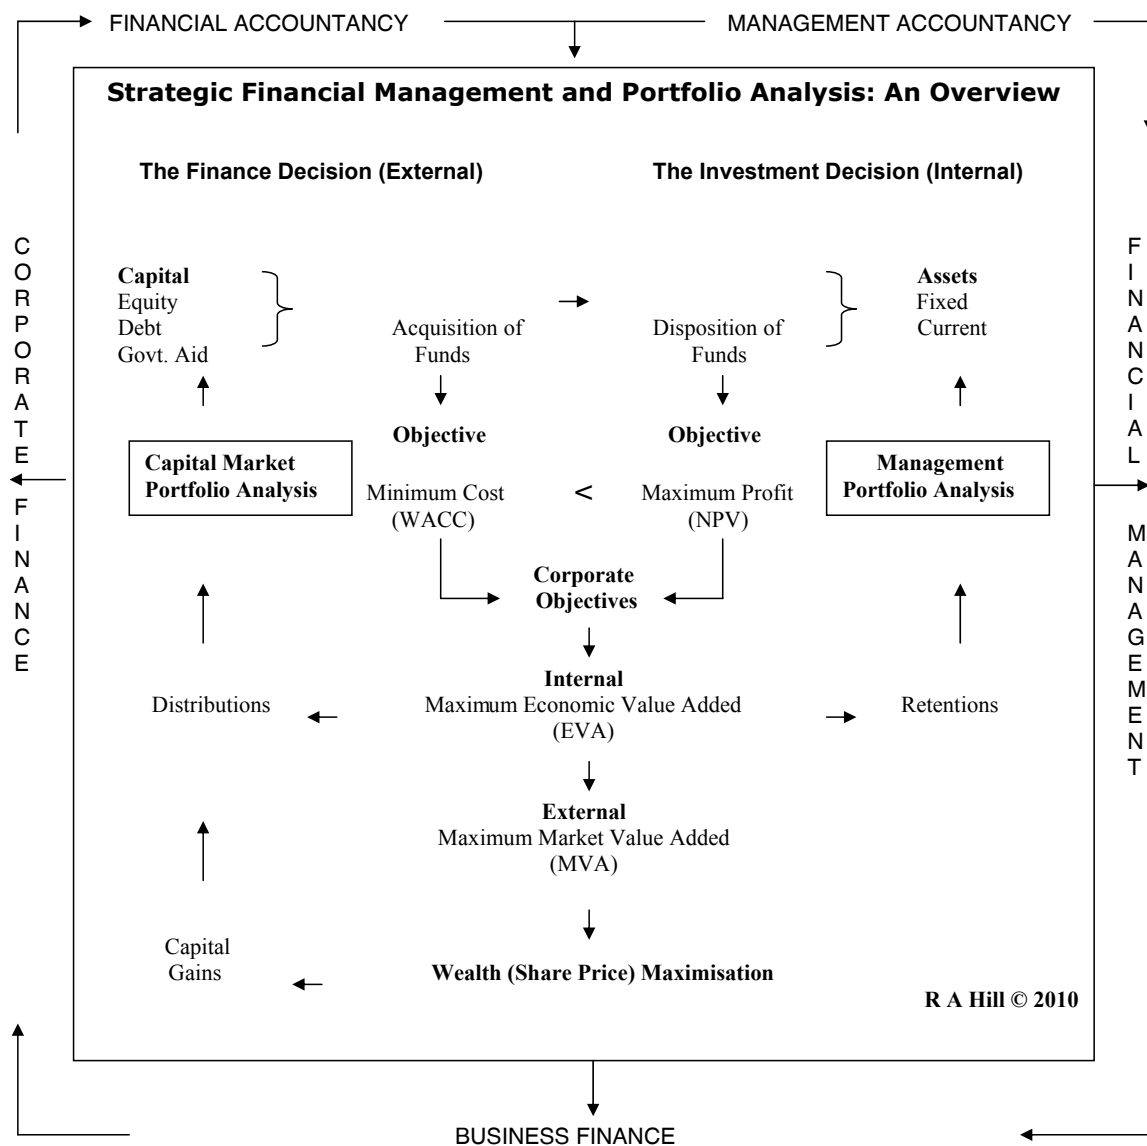 FINANCIAL ACCOUNTANCY
MANAGEMENT ACCOUNTANCY
Strategic Financial Management and Portfolio Analysis: An Overview
The Finance Decision (External)
The Investment Decision (Internal)
CORPORATE FINANCE
Capital
Equity
Debt
Govt. Aid
Acquisition of
Funds
Disposition of
Funds
Assets
Fixed
Current
FINANCIAL MANAGEMENT
Objective
Objective
Capital Market
Portfolio Analysis
Minimum Cost
(WACC)
<
Maximum Profit
(NPV)
Management
Portfolio Analysis
Corporate
Objectives
Distributions
Internal
Maximum Economic Value Added
(EVA)
Retentions
External
Maximum Market Value Added
(MVA)
Capital
Gains
Wealth (Share Price) Maximisation
R A Hill © 2010
BUSINESS FINANCE